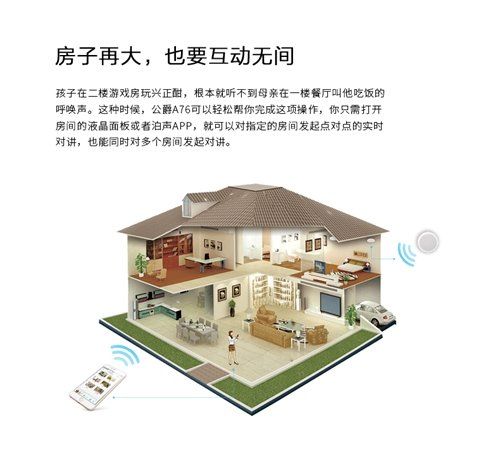 房子再大，也要互动无间
孩子在二楼游戏房玩兴正酣，根本就听不到母亲在一楼餐厅叫他吃饭的
呼唤声。这种时候，公爵A76可以轻松帮你完成这项操作，你只需打开
房间的液晶面板或者泊声APP，就可以对指定的房间发起点对点的实时
对讲，也能同时对多个房间发起对讲。